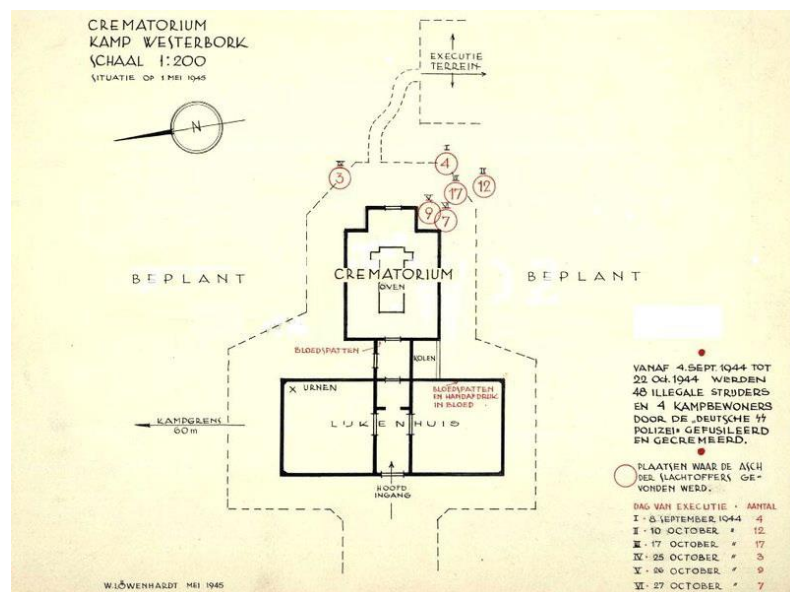 CREMATORIUM
KAMP WESTERBORK
SCHAAL 1:200
SITUATIE OP 1 MEI 1945
N
EXECUTIE
TERREIN
I
4
III
17
II
12
3
V
9
7
BEPLANT
CREMATORIUM
OVEN
BEPLANT
BLOEDSPATTEN
KOLEN
X URNEN
BLOEDSPATTEN
EN HANDAFDRUK
IN BLOED
KAMPGRENS
60 m
LIJKENHUIS
HOOFD
INGANG
VANAF 4. SEPT. 1944 TOT
22 Oct. 1944 WERDEN
48 ILLEGALE STRIJDERS
EN 4 KAMPBEWONERS
DOOR DE „DEUTSCHE SS
POLIZEI" GEFUSILEERD
EN GECREMEERD.
PLAATSEN WAAR DE ASCH
DER SLACHTOFFERS GE-
VONDEN WERD.
DAG VAN EXECUTIE · AANTAL
I - 8 SEPTEMBER 1944 4
II - 10 OCTOBER " 12
III - 17 OCTOBER " 17
IV - 25 OCTOBER " 3
V - 26 OCTOBER " 9
VI - 27 OCTOBER " 7
W. LÖWENHARDT MEI 1945